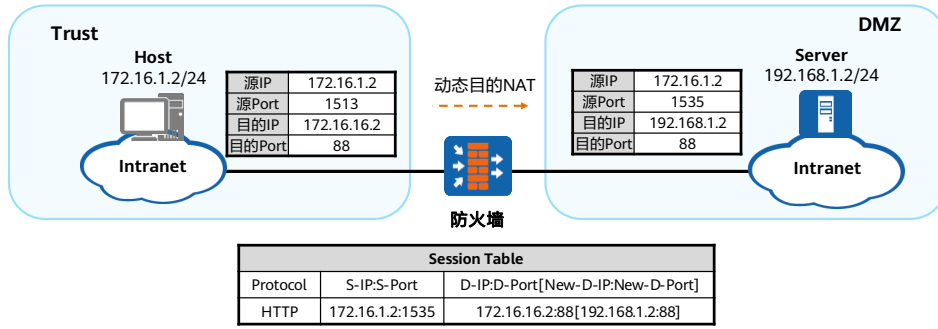 Trust
DMZ
Host
172.16.1.2/24
Server
192.168.1.2/24
源IP 172.16.1.2
源Port 1513
目的IP 172.16.16.2
目的Port 88
动态目的NAT
源IP 172.16.1.2
源Port 1535
目的IP 192.168.1.2
目的Port 88
Intranet
Intranet
防火墙
Session Table
Protocol S-IP:S-Port D-IP:D-Port[New-D-IP:New-D-Port]
HTTP 172.16.1.2:1535 172.16.16.2:88[192.168.1.2:88]